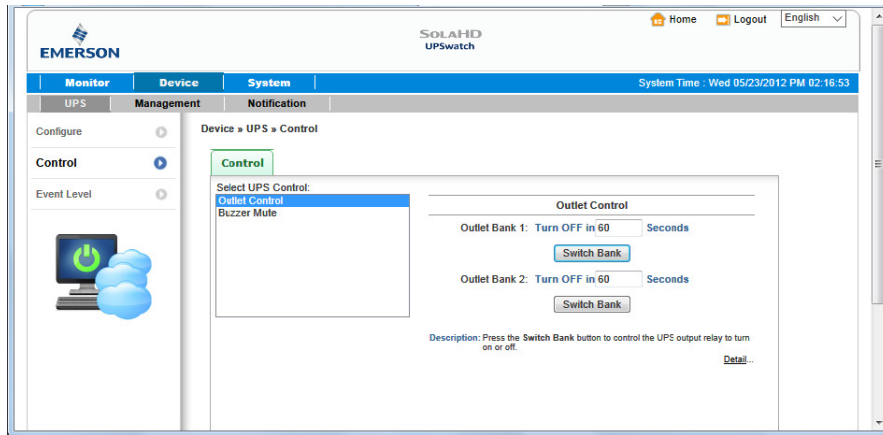 Home Logout English
EMERSON
SOLAHD
UPSwatch
Monitor Device System System Time : Wed 05/23/2012 PM 02:16:53
UPS Management Notification
Configure
Control
Event Level
Device » UPS » Control
Control
Select UPS Control:
Outlet Control
Buzzer Mute
Outlet Control
Outlet Bank 1: Turn OFF in 60 Seconds
Switch Bank
Outlet Bank 2: Turn OFF in 60 Seconds
Switch Bank
Description: Press the Switch Bank button to control the UPS output relay to turn
on or off.
Detail...